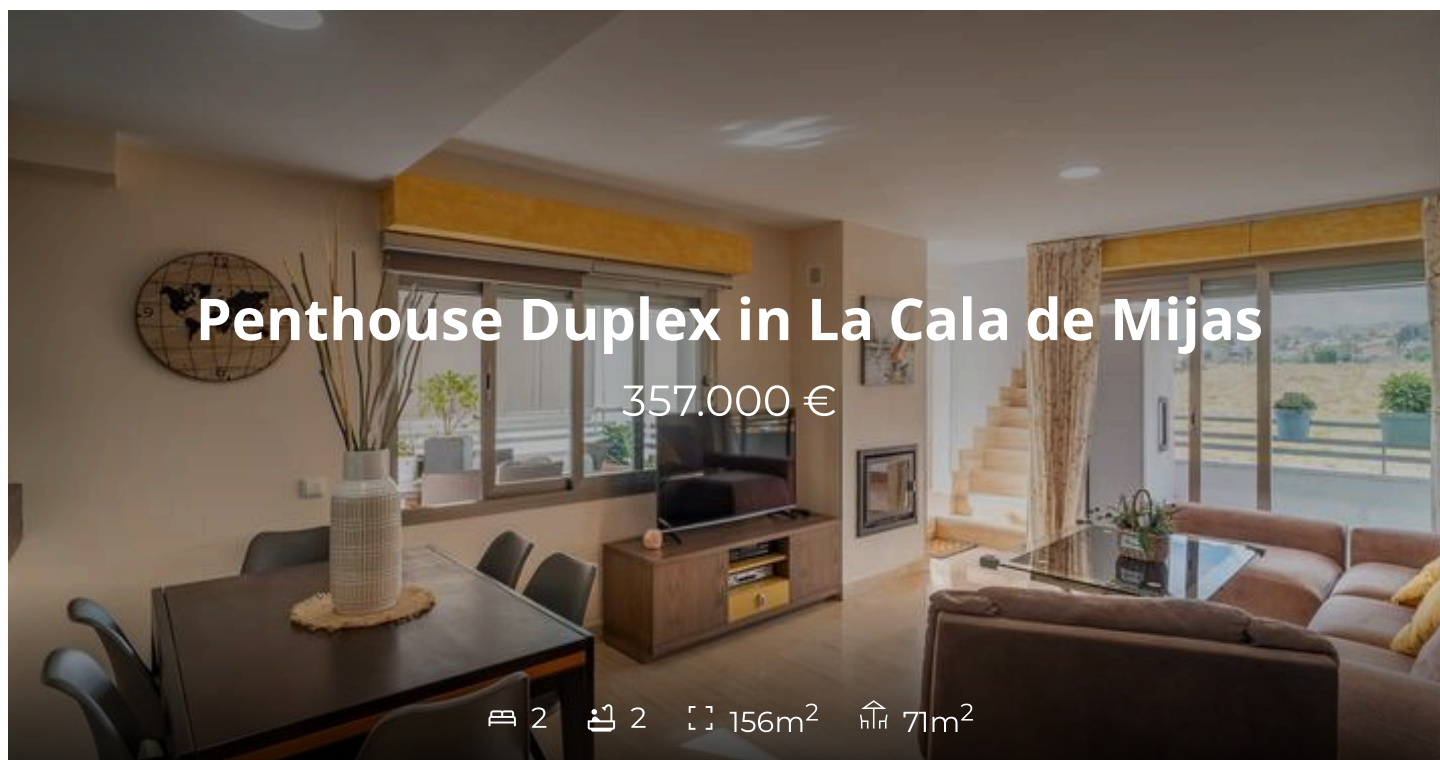 Penthouse Duplex in La Cala de Mijas
357.000 €
2 2 156m² 71m²